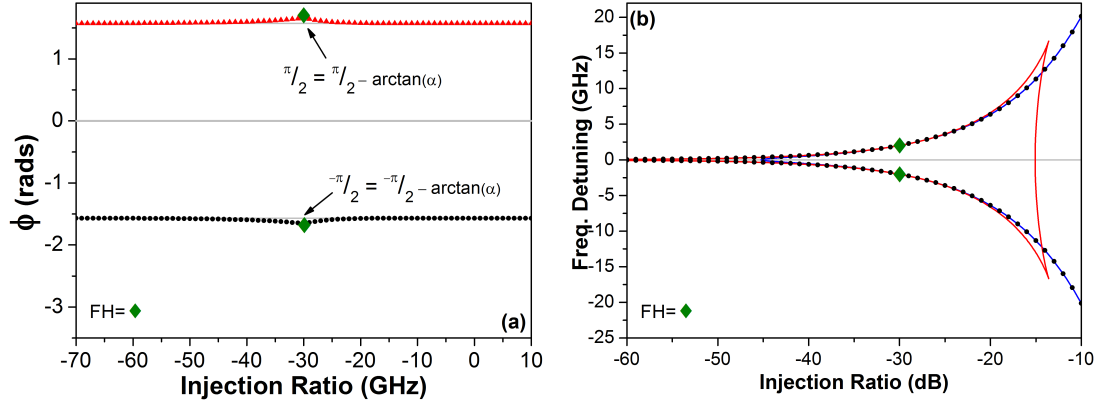 (b)
1
0
-1
-2
-3
ϕ (rads)
π/2 = π/2 – arctan(α)
-π/2 = -π/2 – arctan(α)
FH=
(a)
-70 -60 -50 -40 -30 -20 -10 0 10
Injection Ratio (GHz)
20
15
10
5
0
-5
-10
-15
-20
-25
Freq. Detuning (GHz)
FH=
-60 -50 -40 -30 -20 -10
Injection Ratio (dB)